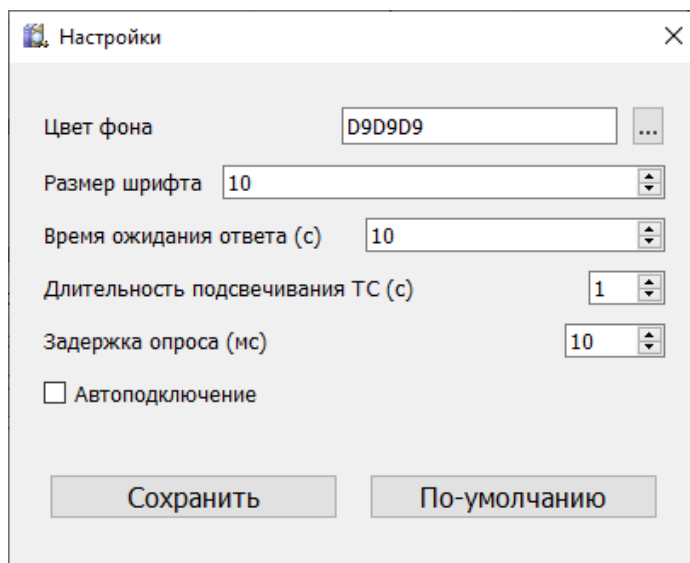 Настройки
Цвет фона D9D9D9 ...
Размер шрифта 10
Время ожидания ответа (с) 10
Длительность подсвечивания ТС (с) 1
Задержка опроса (мс) 10
Автоподключение
Сохранить По-умолчанию